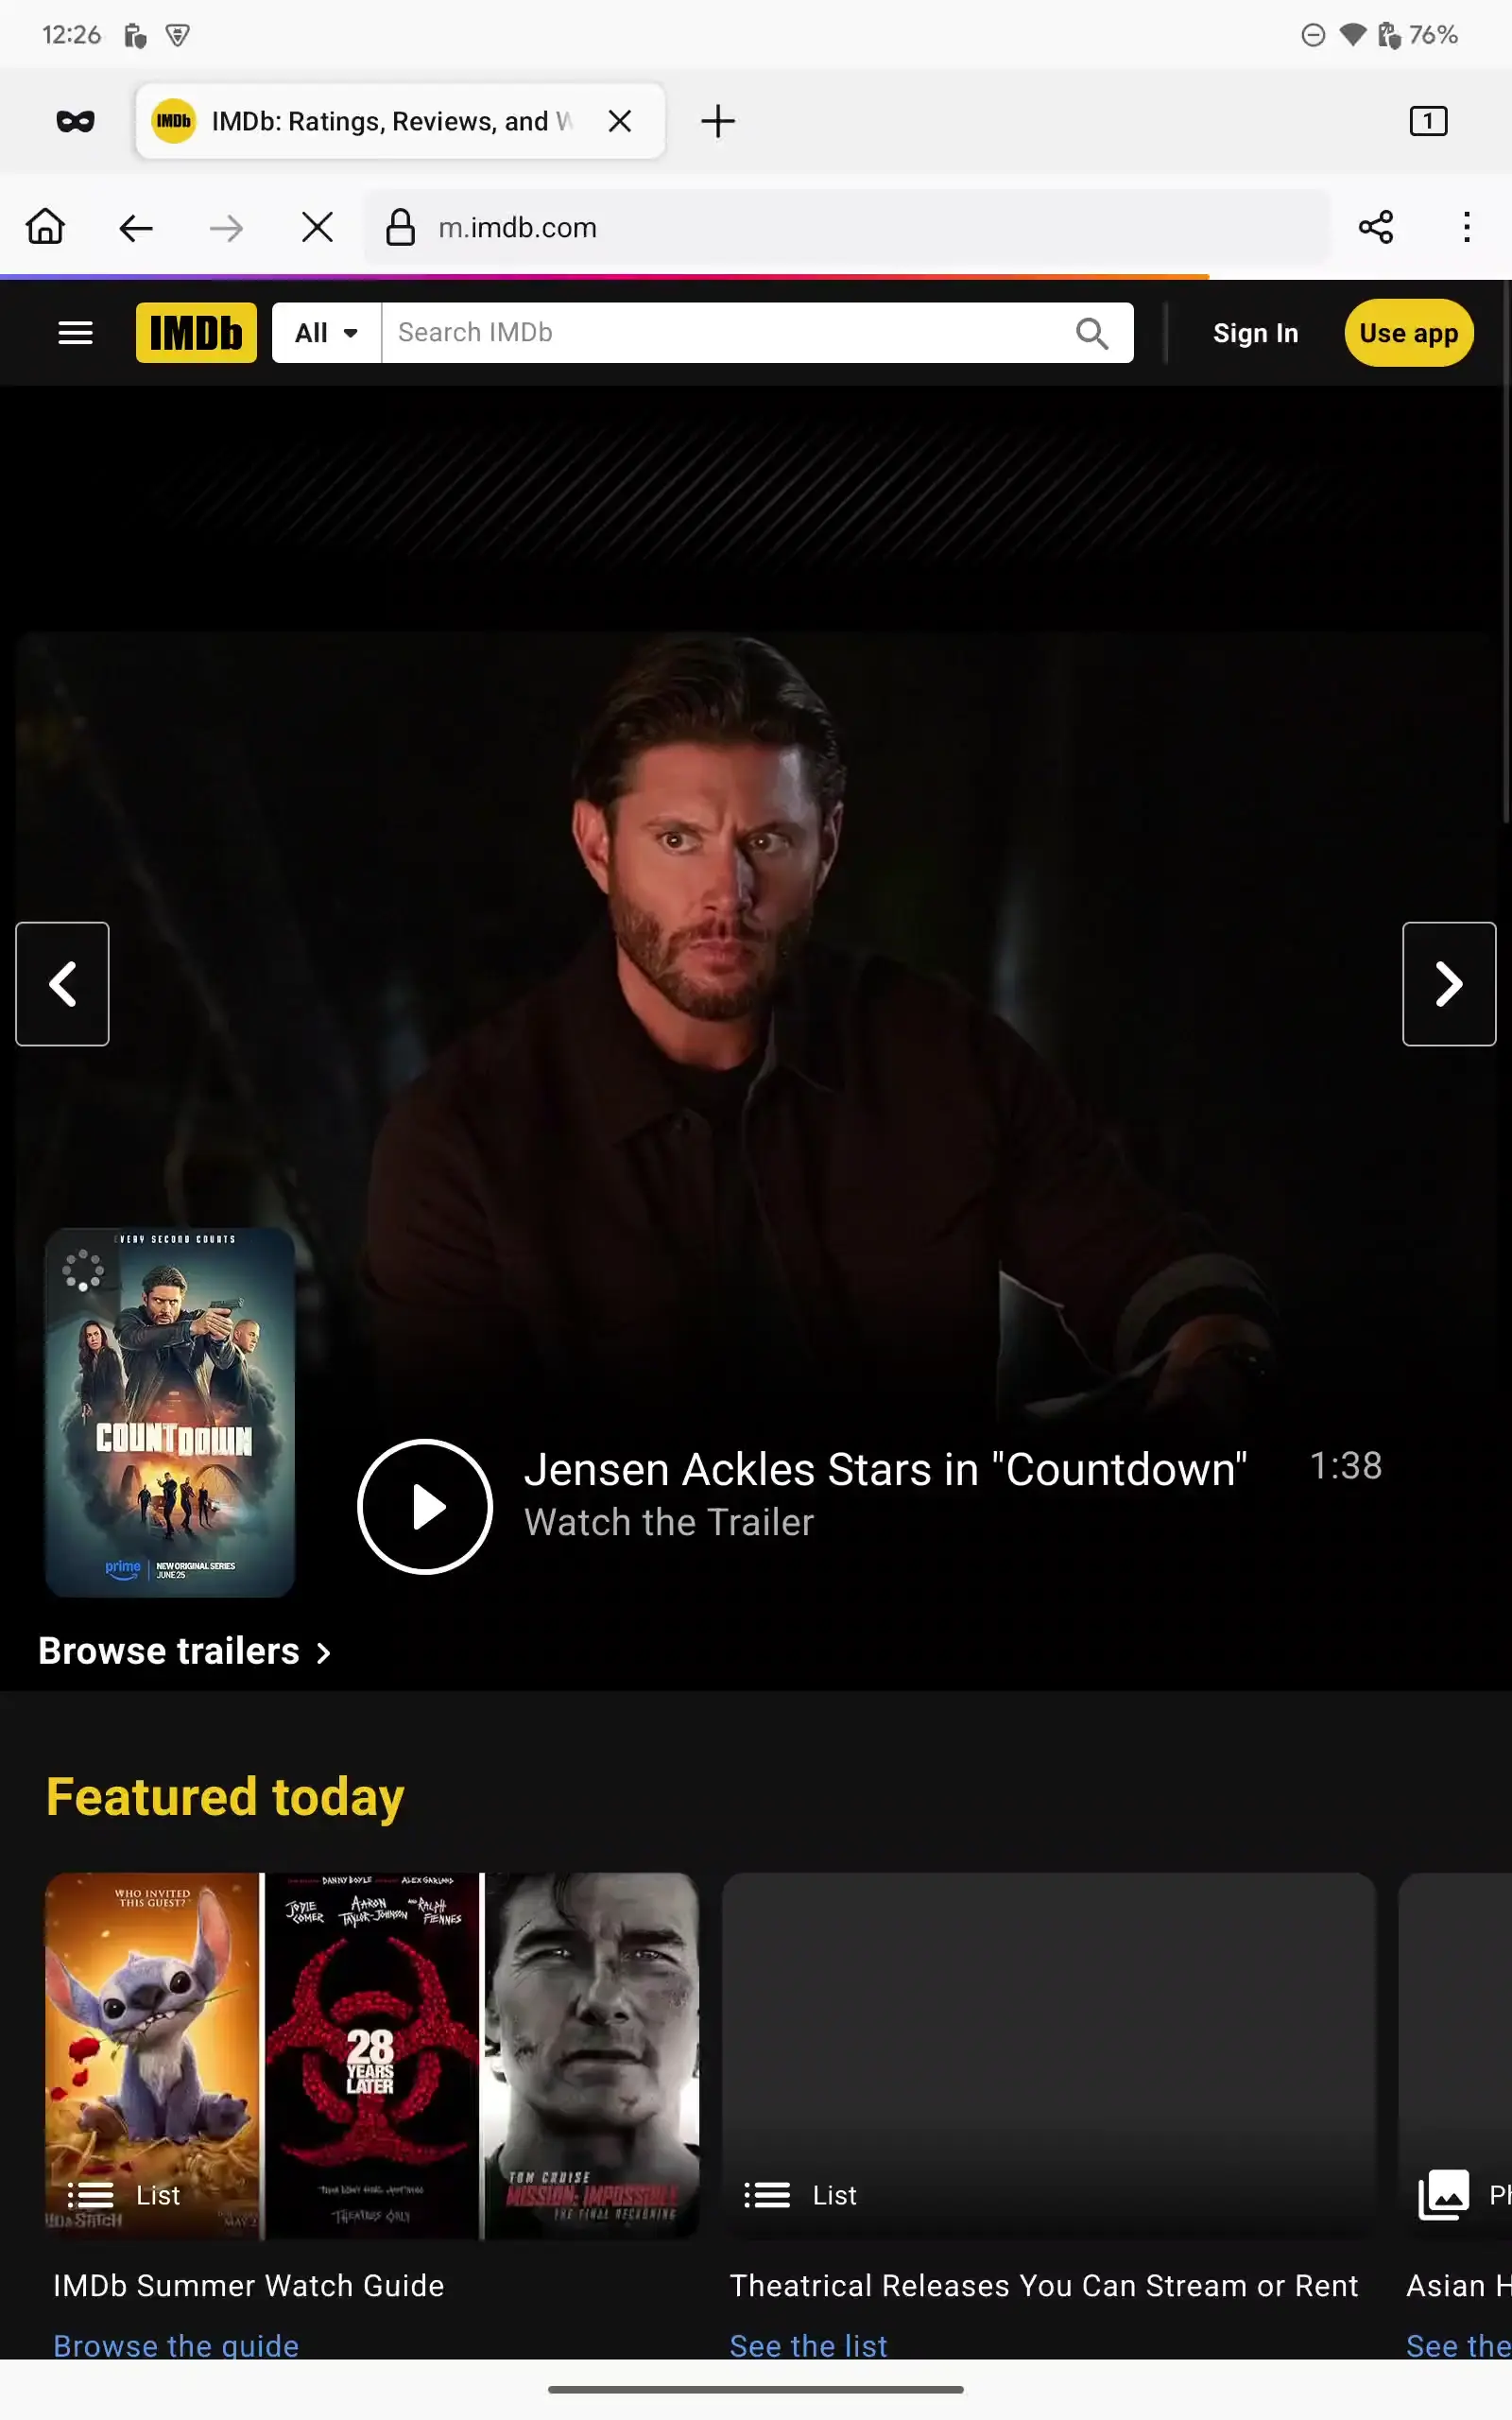 12:26
76%
IMDb
IMDb: Ratings, Reviews, and W
1
m.imdb.com
IMDb
All
Search IMDb
Sign In
Use app
EVERY SECOND COUNTS
COUNTDOWN
prime
NEW ORIGINAL SERIES
JUNE 25
Jensen Ackles Stars in "Countdown"
1:38
Watch the Trailer
Browse trailers
Featured today
WHO INVITED
THIS GUEST?
List
DANNY BOYLE
ALEX GARLAND
JODIE
COMER
AARON
TAYLOR-JOHNSON
AND RALPH
FIENNES
28
YEARS
LATER
THEATRES ONLY
TOM CRUISE
MISSION: IMPOSSIBLE
THE FINAL RECKONING
List
Ph
IMDb Summer Watch Guide
Theatrical Releases You Can Stream or Rent
Asian H
Browse the guide
See the list
See the